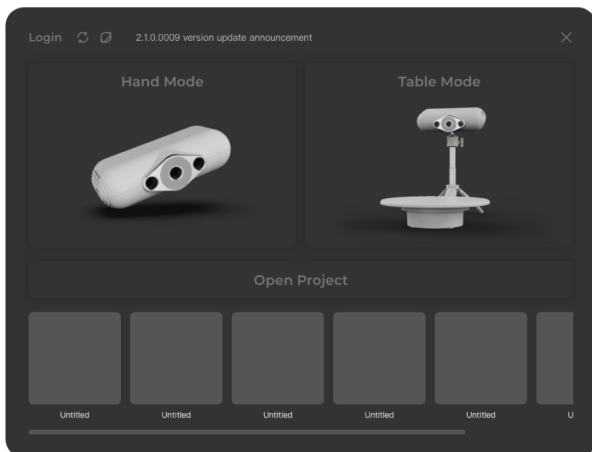 Login 2.1.0.0009 version update announcement
Hand Mode
Table Mode
Open Project
Untitled
Untitled
Untitled
Untitled
Untitled
U